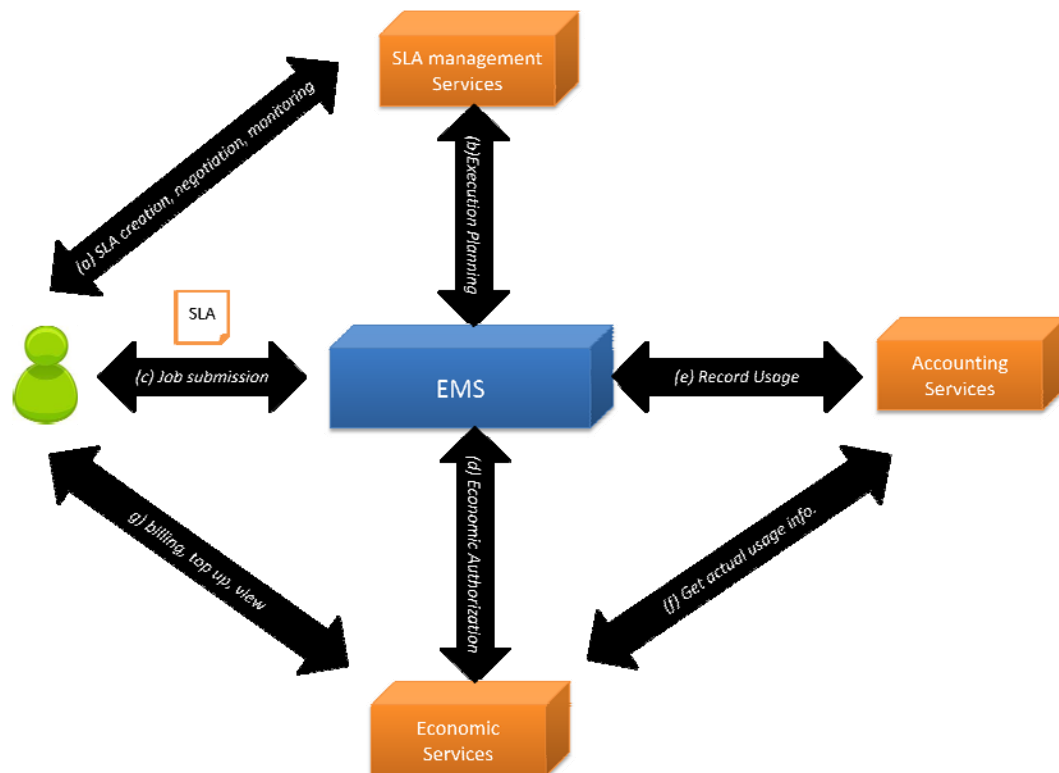 SLA management
Services
(a) SLA creation, negotiation, monitoring
(b)Execution Planning
SLA
(c) Job submission
EMS
(e) Record Usage
Accounting
Services
(d) Economic Authorization
g) billing, top up, view
(f) Get actual usage info.
Economic
Services